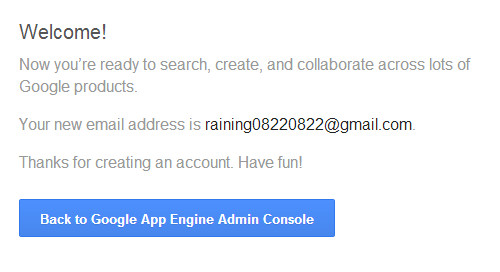 Welcome!
Now you're ready to search, create, and collaborate across lots of
Google products.
Your new email address is raining08220822@gmail.com.
Thanks for creating an account. Have fun!
Back to Google App Engine Admin Console